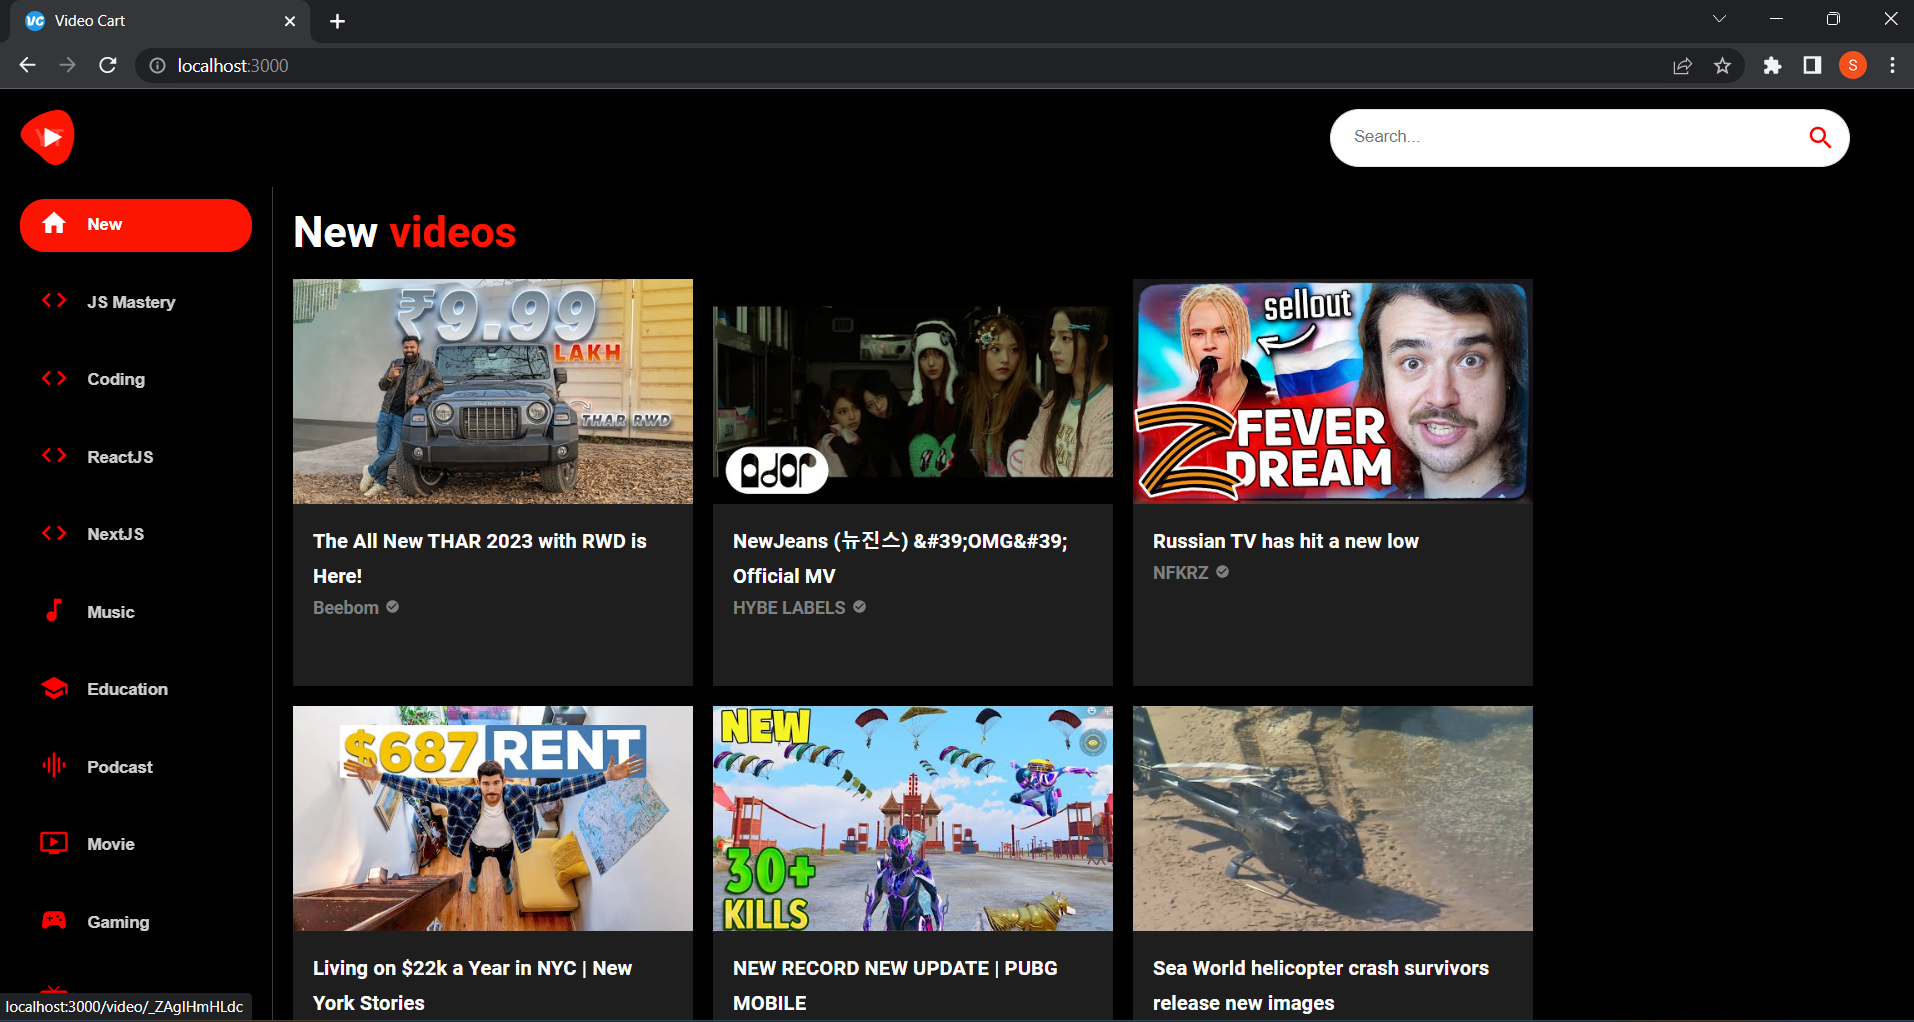 Video Cart
localhost:3000
YT
Search...
New
JS Mastery
Coding
ReactJS
NextJS
Music
Education
Podcast
Movie
Gaming
New videos
₹9.99
LAKH
THAR RWD
The All New THAR 2023 with RWD is
Here!
Beebom
ador
NewJeans (뉴진스) &#39;OMG&#39;
Official MV
HYBE LABELS
sellout
Z FEVER
DREAM
Russian TV has hit a new low
NFKRZ
$687 RENT
Living on $22k a Year in NYC | New
York Stories
NEW
30+
KILLS
NEW RECORD NEW UPDATE | PUBG
MOBILE
Sea World helicopter crash survivors
release new images
localhost:3000/video/_ZAgIHmHLdc
S
VC